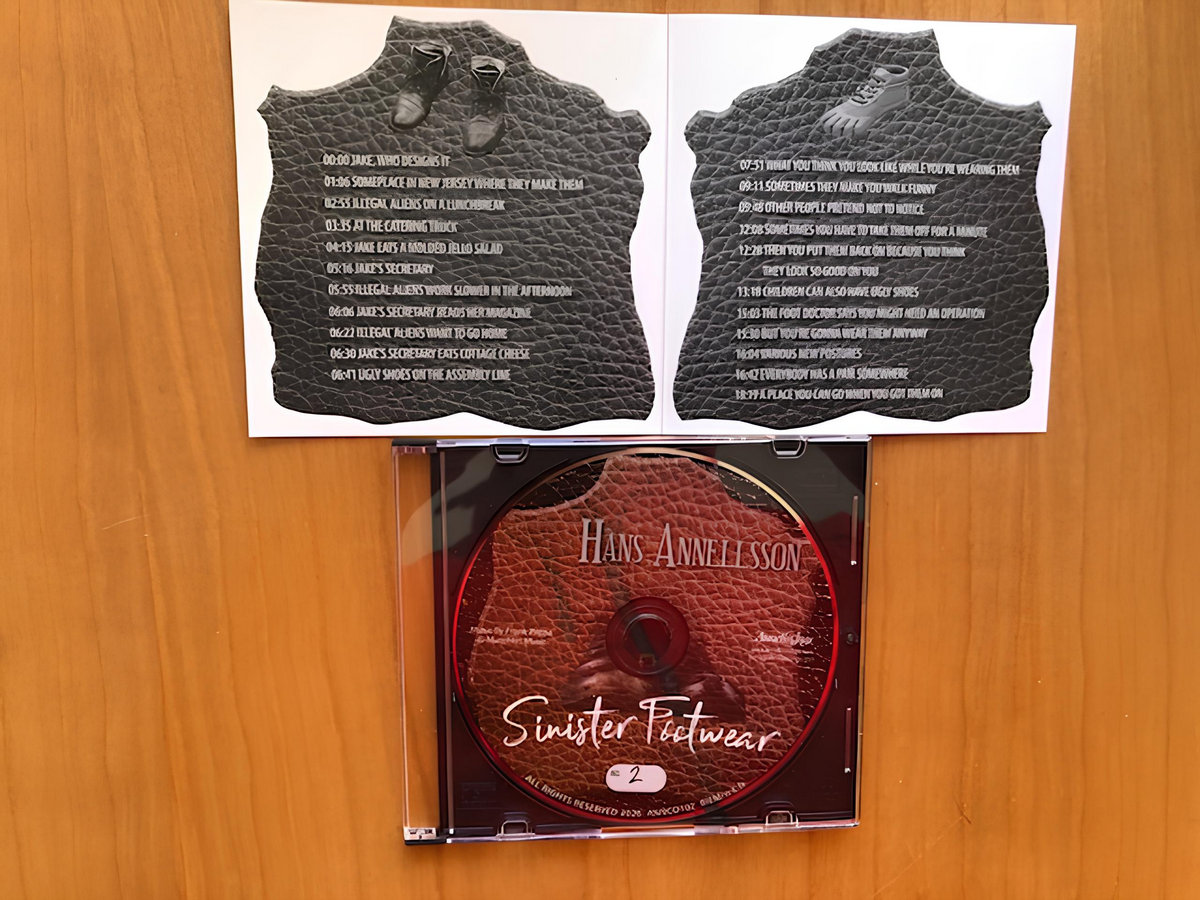 00:00 JAKE, WHO DESIGNS IT
01:06 SOMEPLACE IN NEW JERSEY WHERE THEY MAKE THEM
02:55 ILLEGAL ALIENS ON A LUNCHBREAK
03:35 AT THE CATERING TRUCK
04:15 JAKE EATS A MOLDED JELLO SALAD
05:16 JAKE'S SECRETARY
05:55 ILLEGAL ALIENS WORK SLOWER IN THE AFTERNOON
06:06 JAKE'S SECRETARY READS HER MAGAZINE
06:22 ILLEGAL ALIENS WANT TO GO HOME
06:30 JAKE'S SECRETARY EATS COTTAGE CHEESE
06:41 UGLY SHOES ON THE ASSEMBLY LINE
07:51 WHAT YOU THINK YOU LOOK LIKE WHILE YOU'RE WEARING THEM
09:11 SOMETIMES THEY MAKE YOU WALK FUNNY
09:48 OTHER PEOPLE PRETEND NOT TO NOTICE
12:08 SOMETIMES YOU HAVE TO TAKE THEM OFF FOR A MINUTE
12:28 THEN YOU PUT THEM BACK ON BECAUSE YOU THINK
THEY LOOK SO GOOD ON YOU
13:18 CHILDREN CAN ALSO HAVE UGLY SHOES
15:03 THE FOOT DOCTOR SAYS YOU MIGHT NEED AN OPERATION
15:30 BUT YOU'RE GONNA WEAR THEM ANYWAY
16:04 VARIOUS NEW POSTURES
16:42 EVERYBODY HAS A PAIR SOMEWHERE
A PLACE YOU CAN GO WHEN YOU GOT THEM ON
HANS ANNÉLLSSON
Music By Frank Zappa
Sinister Footwear
2
ALL RIGHTS RESERVED